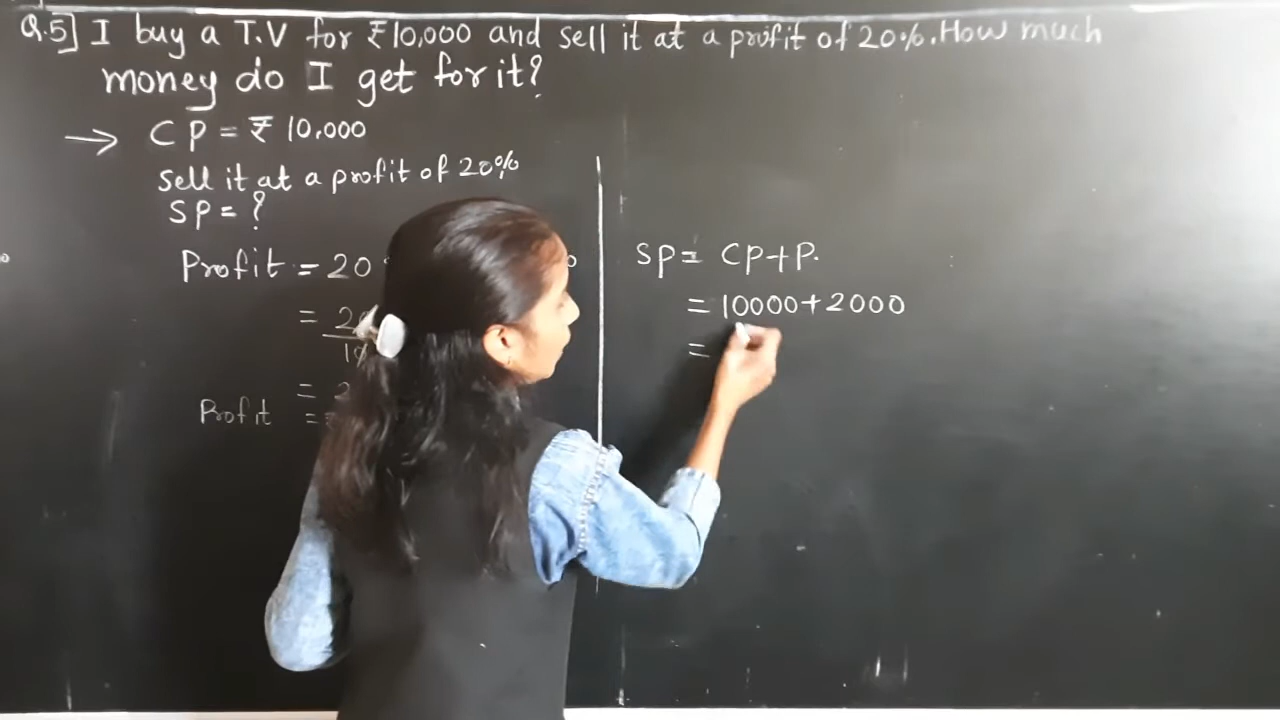 Q.5] I buy a T.V for ₹10,000 and sell it at a profit of 20%. How much
money do I get for it?
→ CP = ₹ 10,000
sell it at a profit of 20%
SP = ?
Profit = 20
=
=
Profit =
SP = CP+P.
= 10000+2000
=